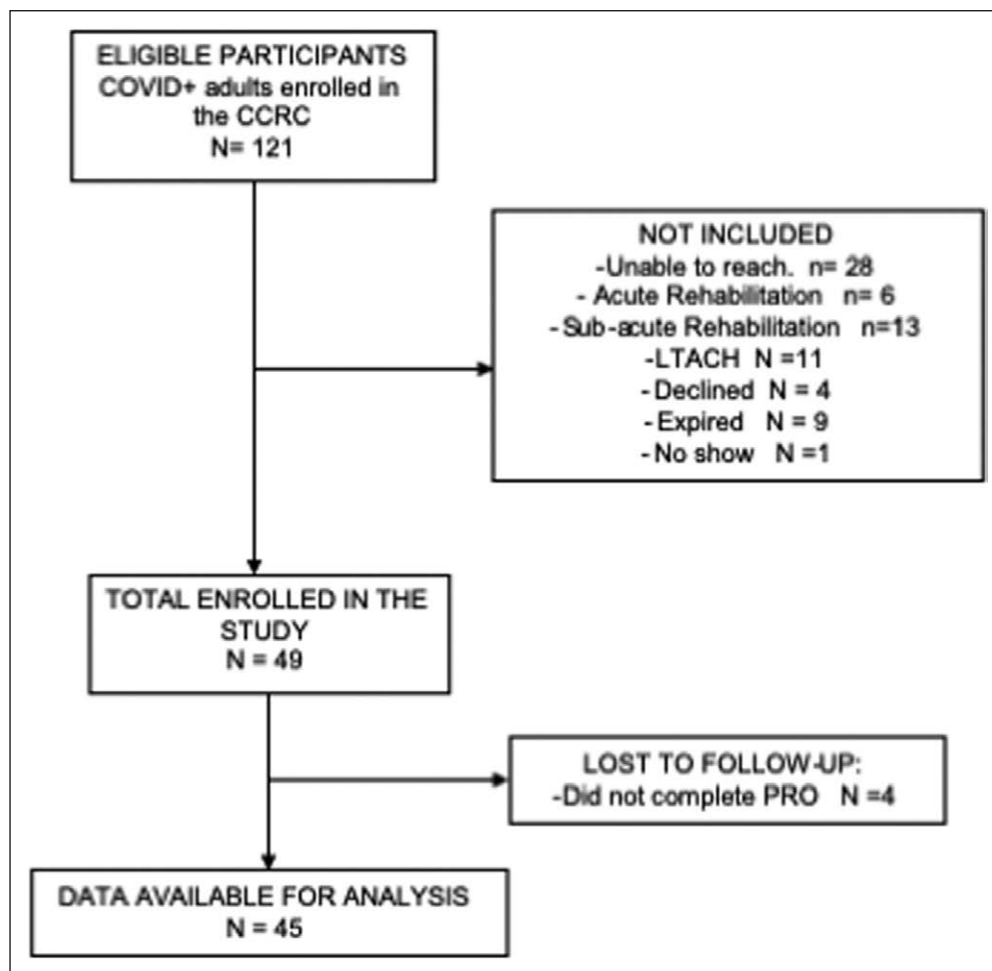 ELIGIBLE PARTICIPANTS
COVID+ adults enrolled in
the CCRC
N= 121
NOT INCLUDED
-Unable to reach. n= 28
- Acute Rehabilitation n= 6
-Sub-acute Rehabilitation n=13
-LTACH N =11
-Declined N = 4
-Expired N = 9
-No show N =1
TOTAL ENROLLED IN THE
STUDY
N = 49
LOST TO FOLLOW-UP:
-Did not complete PRO N =4
DATA AVAILABLE FOR ANALYSIS
N = 45